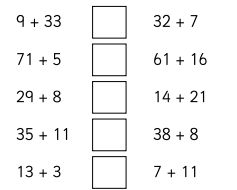 9 + 33 32 + 7
71 + 5 61 + 16
29 + 8 14 + 21
35 + 11 38 + 8
13 + 3 7 + 11